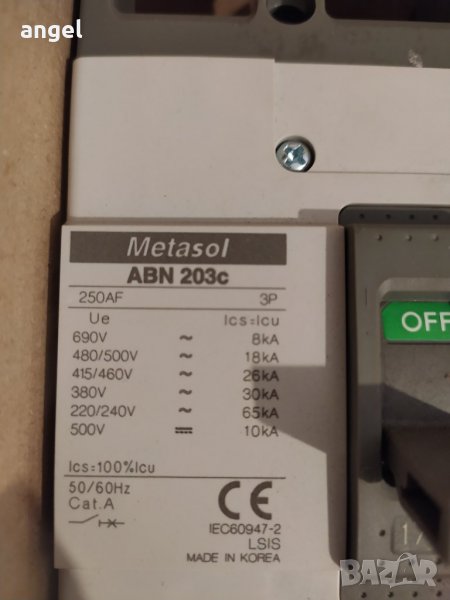 angel
Metasol
ABN 203c
250AF 3P
Ue Ics=Icu
690V ~ 8kA
480/500V ~ 18kA
415/460V ~ 26kA
380V ~ 30kA
220/240V ~ 65kA
500V ⎓ 10kA
Ics=100%Icu
50/60Hz
Cat.A
CE
IEC60947-2
LSIS
MADE IN KOREA
OFF
BAZAR